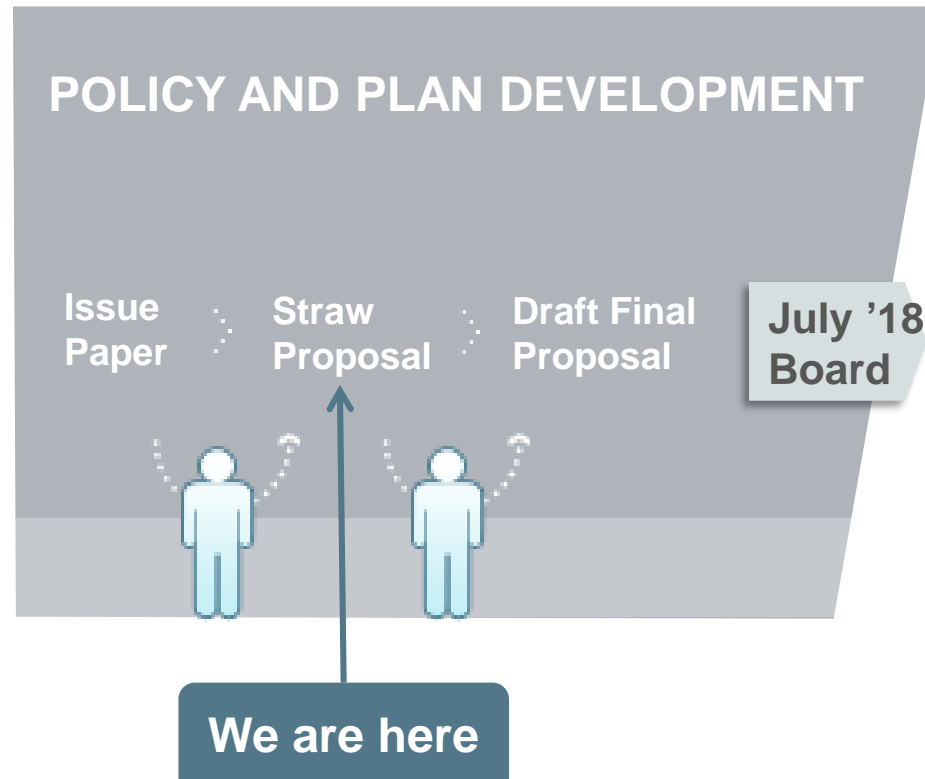 POLICY AND PLAN DEVELOPMENT
Issue
Paper
Straw
Proposal
Draft Final
Proposal
July ’18
Board
We are here